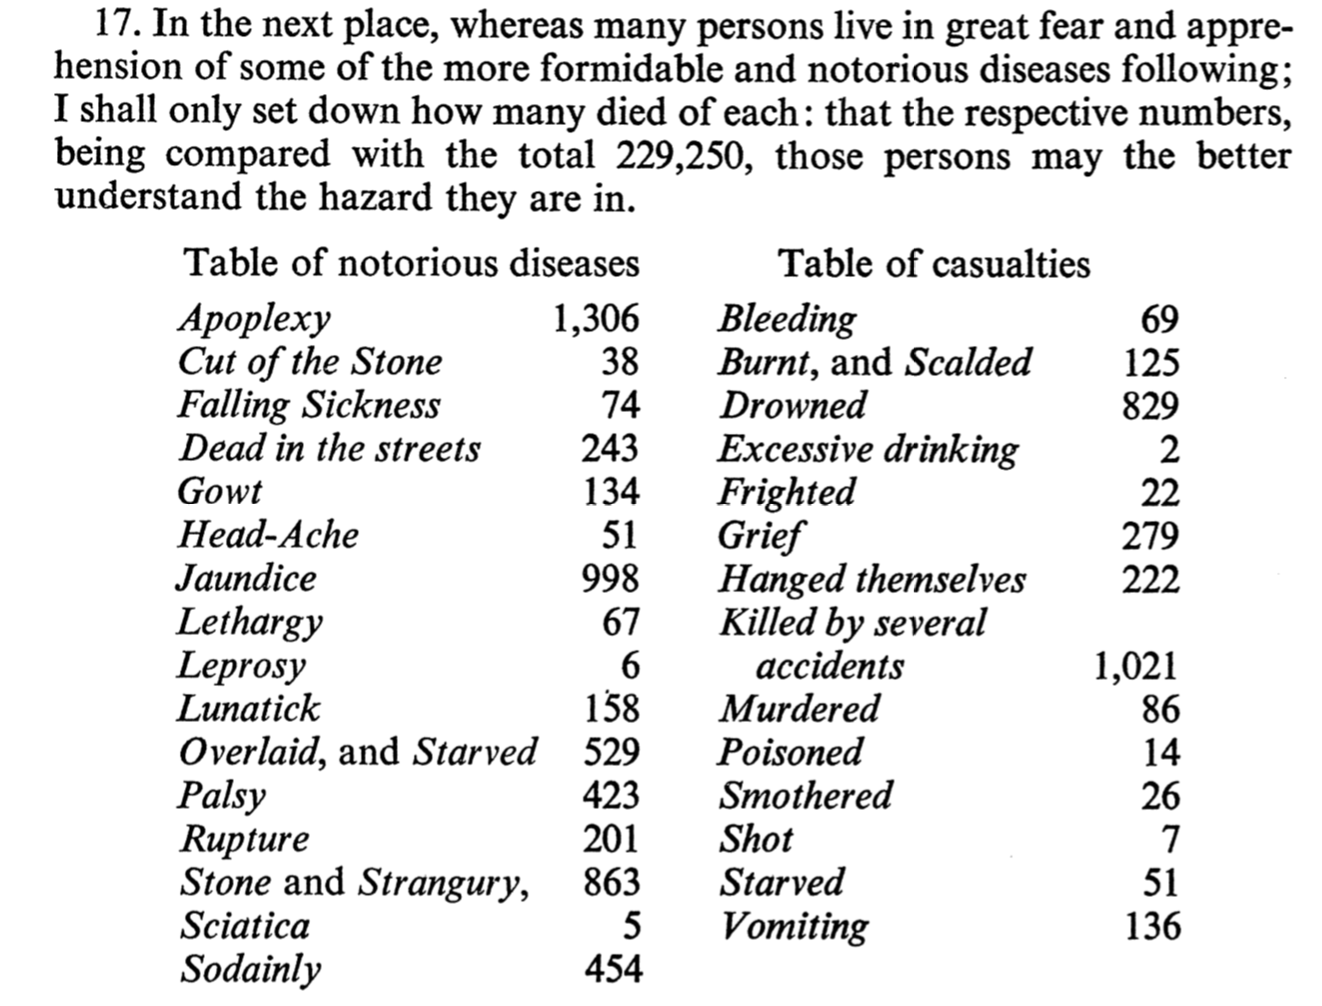 17. In the next place, whereas many persons live in great fear and appre-
hension of some of the more formidable and notorious diseases following;
I shall only set down how many died of each: that the respective numbers,
being compared with the total 229,250, those persons may the better
understand the hazard they are in.
Table of notorious diseases
Apoplexy 1,306
Cut of the Stone 38
Falling Sickness 74
Dead in the streets 243
Gowt 134
Head-Ache 51
Jaundice 998
Lethargy 67
Leprosy 6
Lunatick 158
Overlaid, and Starved 529
Palsy 423
Rupture 201
Stone and Strangury, 863
Sciatica 5
Sodainly 454
Table of casualties
Bleeding 69
Burnt, and Scalded 125
Drowned 829
Excessive drinking 2
Frighted 22
Grief 279
Hanged themselves 222
Killed by several
accidents 1,021
Murdered 86
Poisoned 14
Smothered 26
Shot 7
Starved 51
Vomiting 136